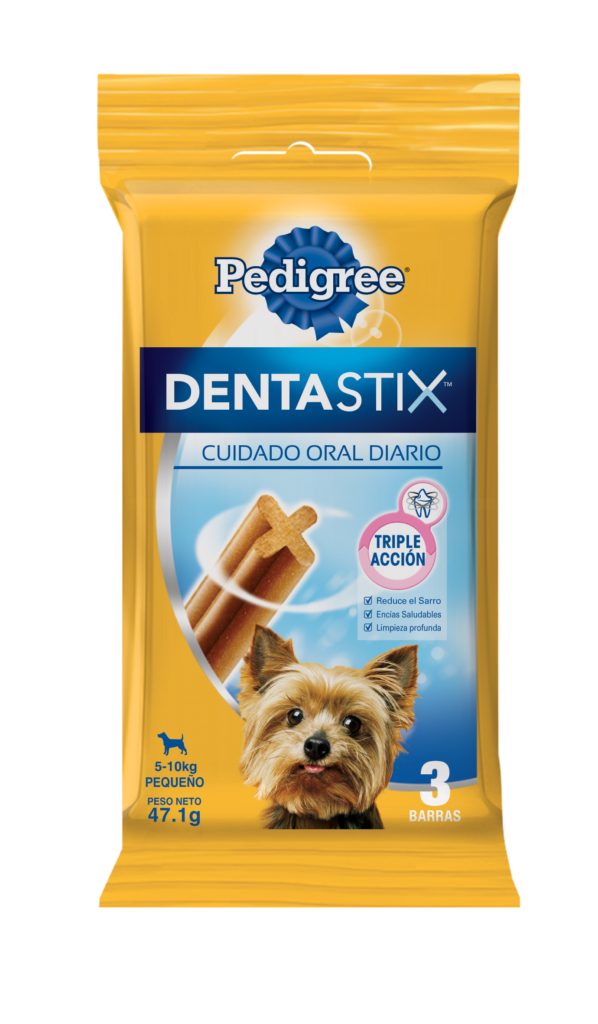 Pedigree®
DENTASTIX™
CUIDADO ORAL DIARIO
TRIPLE
ACCIÓN
Reduce el Sarro
Encías Saludables
Limpieza profunda
5-10kg
PEQUEÑO
PESO NETO
47.1g
3
BARRAS